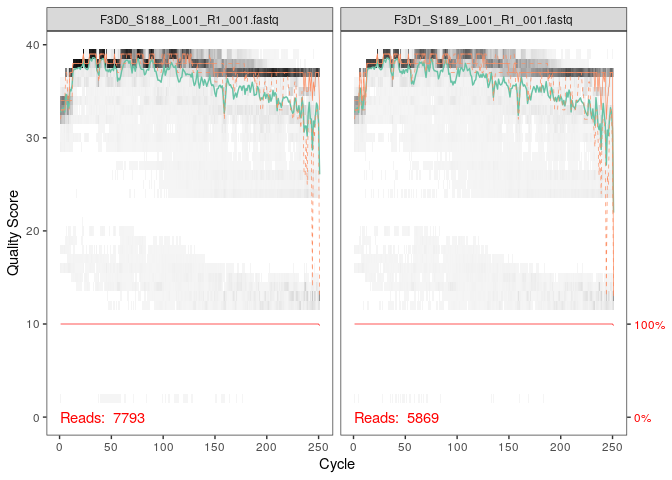 F3D0_S188_L001_R1_001.fastq
F3D1_S189_L001_R1_001.fastq
40
30
20
10
0
Quality Score
100%
0%
Reads: 7793
Reads: 5869
0 50 100 150 200 250
0 50 100 150 200 250
Cycle